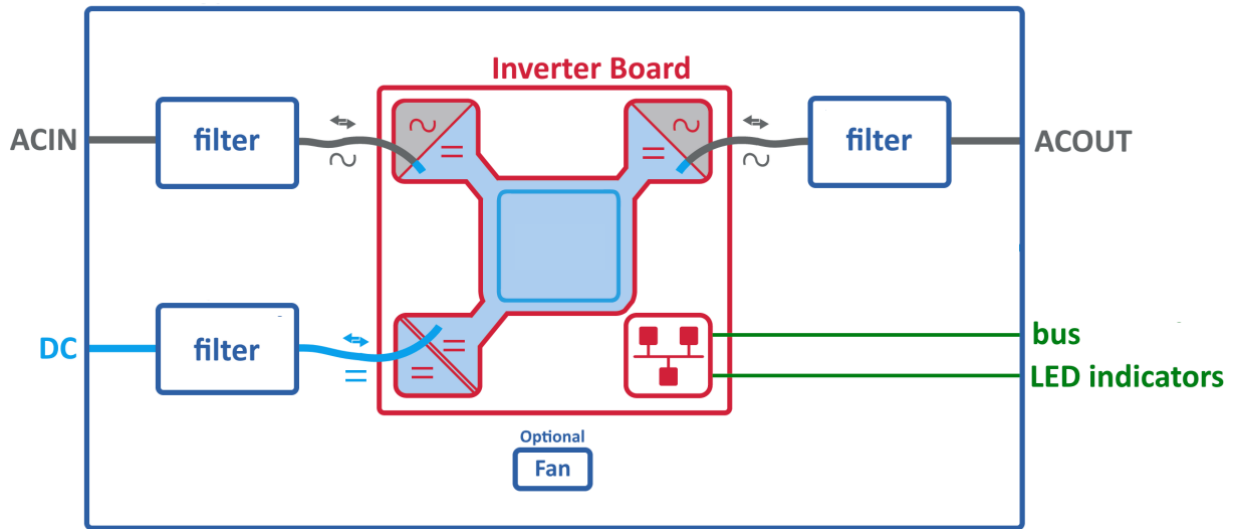 Inverter Board
ACIN
filter
filter
ACOUT
DC
filter
bus
LED indicators
Optional
Fan